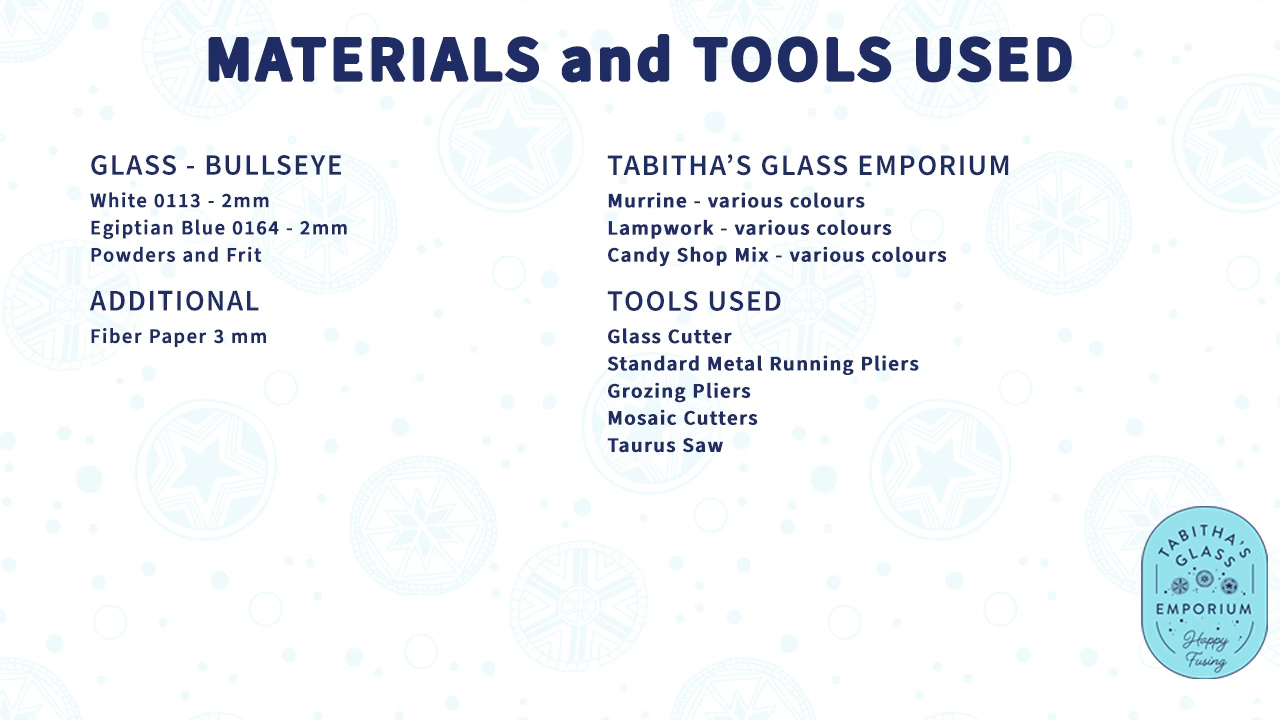 MATERIALS and TOOLS USED
GLASS - BULLSEYE
White 0113 - 2mm
Egiptian Blue 0164 - 2mm
Powders and Frit
ADDITIONAL
Fiber Paper 3 mm
TABITHA’S GLASS EMPORIUM
Murrine - various colours
Lampwork - various colours
Candy Shop Mix - various colours
TOOLS USED
Glass Cutter
Standard Metal Running Pliers
Grozing Pliers
Mosaic Cutters
Taurus Saw
TABITHA'S
GLASS
EMPORIUM
Happy
Fusing